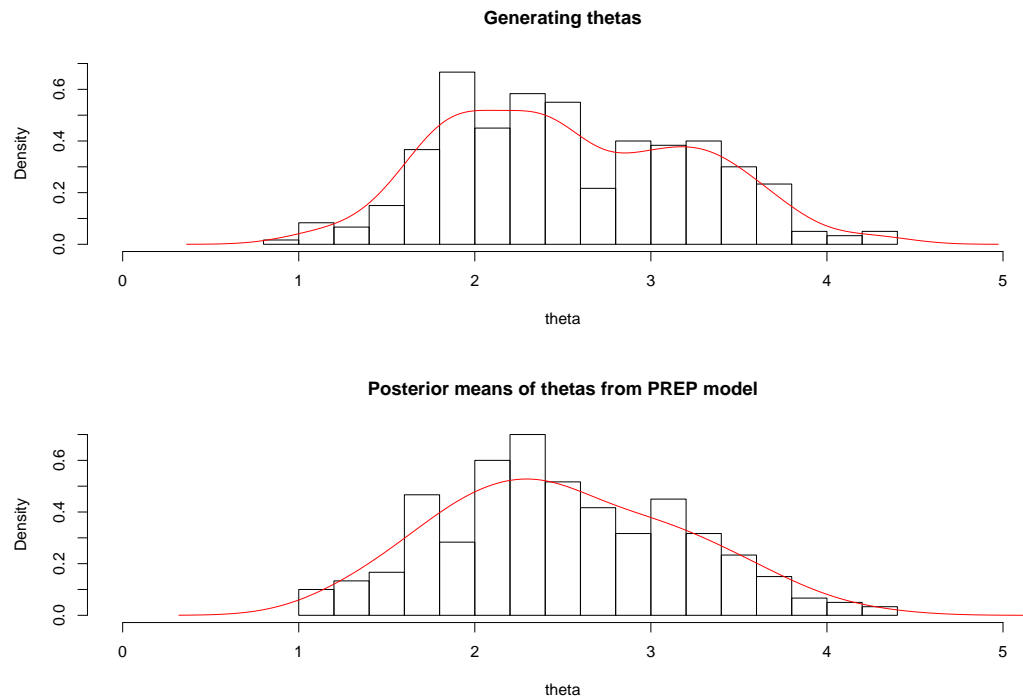 Generating thetas
Density
0.0 0.2 0.4 0.6
0 1 2 3 4 5
theta
Posterior means of thetas from PREP model
Density
0.0 0.2 0.4 0.6
0 1 2 3 4 5
theta